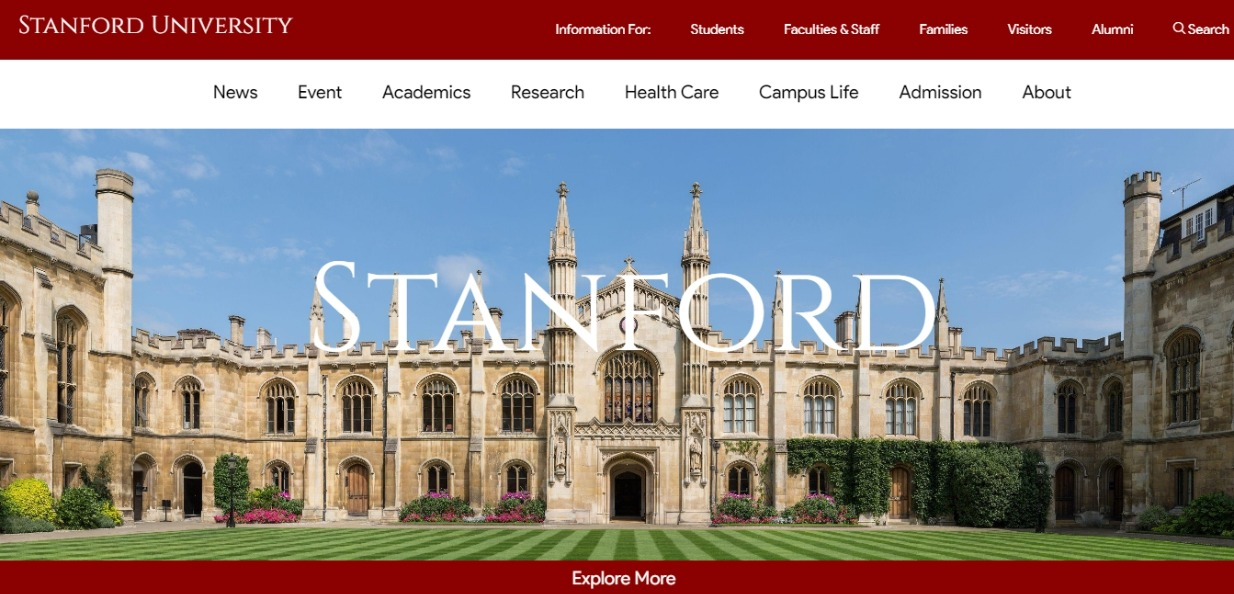 STANFORD UNIVERSITY
Information For: Students Faculties & Staff Families Visitors Alumni Search
News Event Academics Research Health Care Campus Life Admission About
STANFORD
Explore More